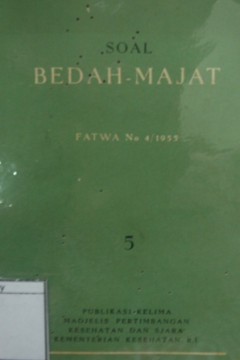 SOAL
BEDAH-MAJAT
FATWA No 4/1955
5
PUBLIKASI-KELIMA
MADJELIS PERTIMBANGAN
KESEHATAN DAN SJARA'
KEMENTERIAN KESEHATAN R.I.